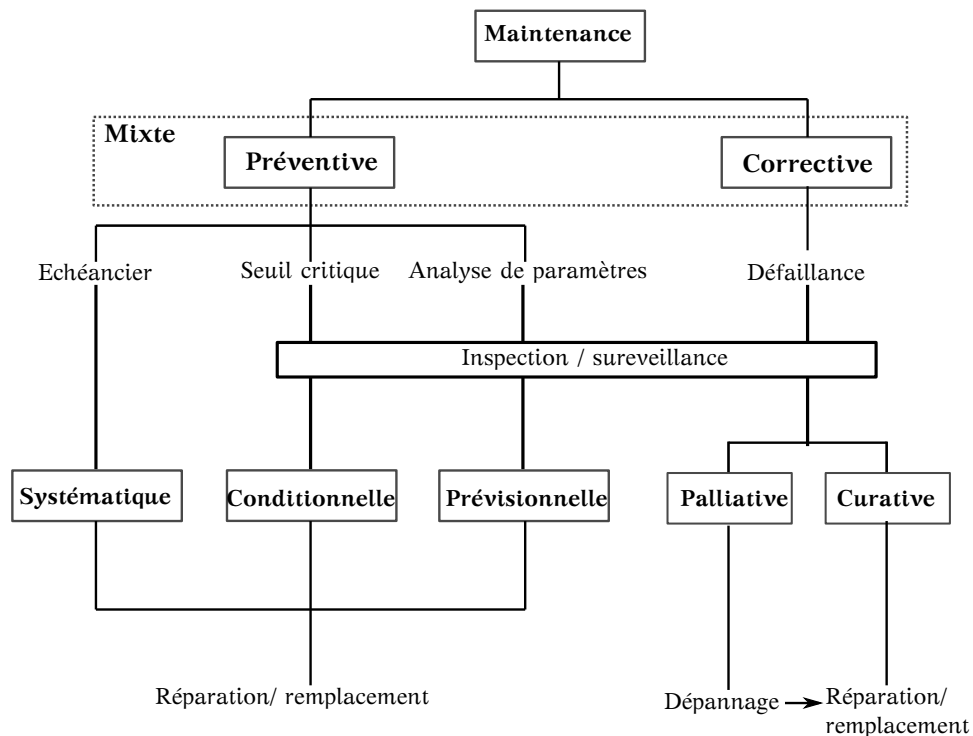 Maintenance
Mixte
Préventive
Corrective
Echéancier
Seuil critique
Analyse de paramètres
Défaillance
Inspection / sureveillance
Systématique
Conditionnelle
Prévisionnelle
Palliative
Curative
Réparation/ remplacement
Dépannage
Réparation/
remplacement